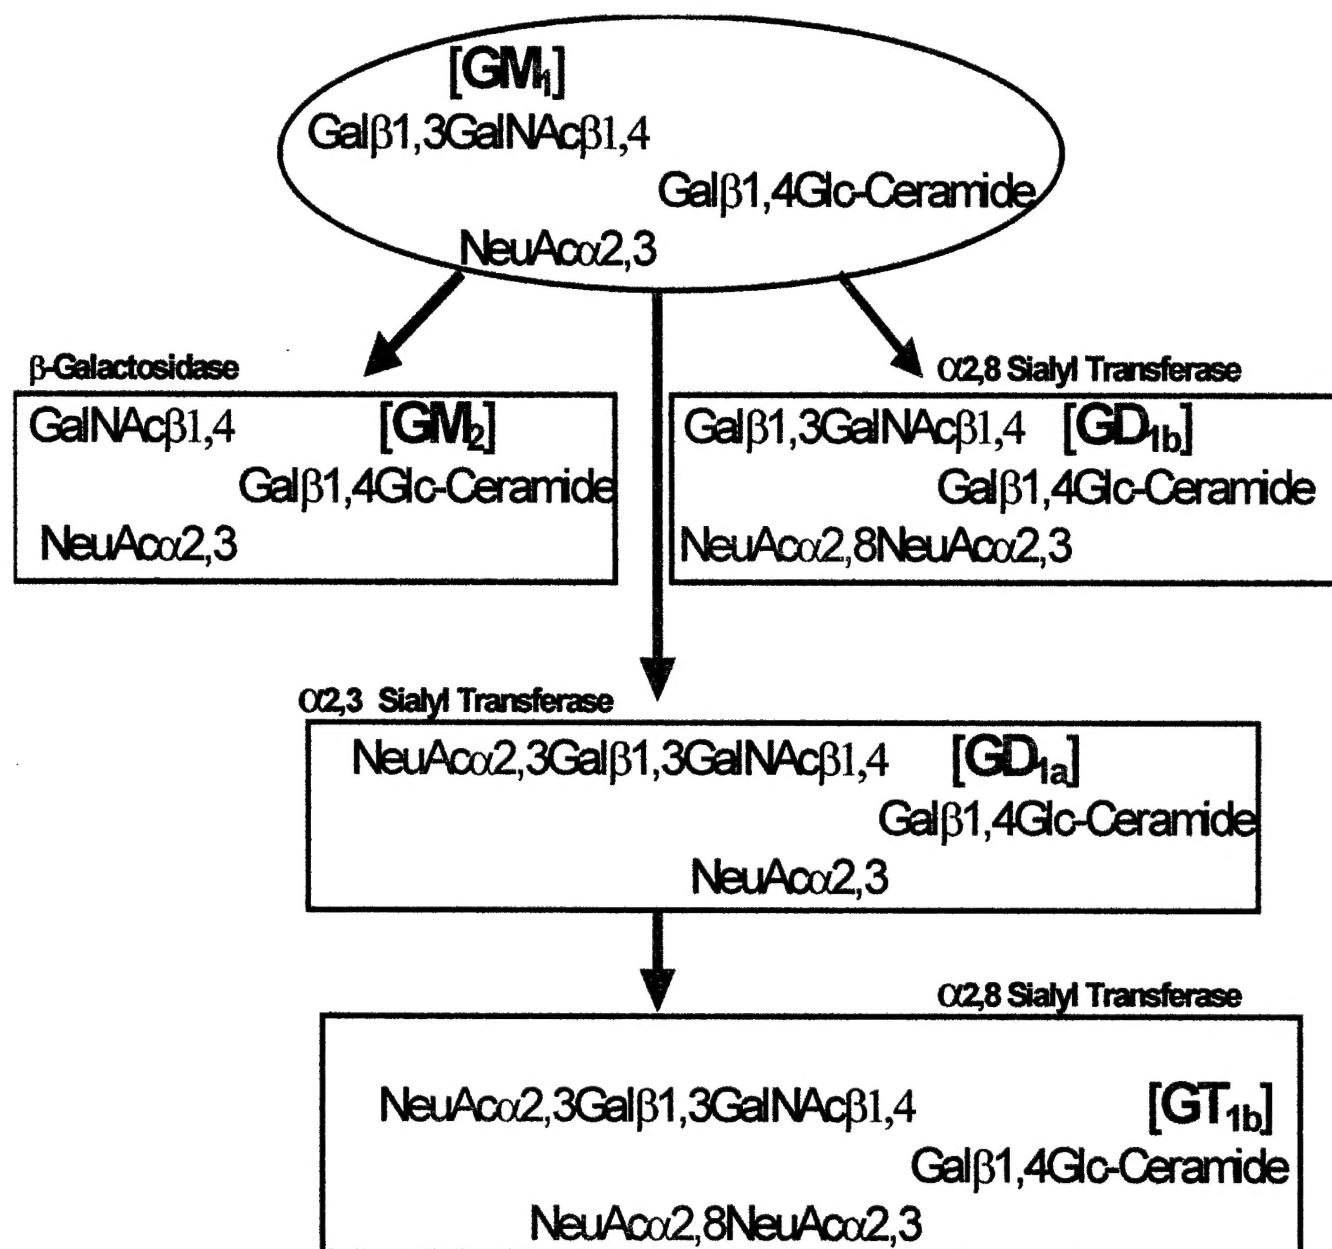 [GM1]
Galβ1,3GalNAcβ1,4
Galβ1,4Glc-Ceramide
NeuAcα2,3
β-Galactosidase
GalNAcβ1,4 [GM2]
Galβ1,4Glc-Ceramide
NeuAcα2,3
α2,8 Sialyl Transferase
Galβ1,3GalNAcβ1,4 [GD1b]
Galβ1,4Glc-Ceramide
NeuAcα2,8NeuAcα2,3
α2,3 Sialyl Transferase
NeuAcα2,3Galβ1,3GalNAcβ1,4 [GD1a]
Galβ1,4Glc-Ceramide
NeuAcα2,3
α2,8 Sialyl Transferase
NeuAcα2,3Galβ1,3GalNAcβ1,4 [GT1b]
Galβ1,4Glc-Ceramide
NeuAcα2,8NeuAcα2,3